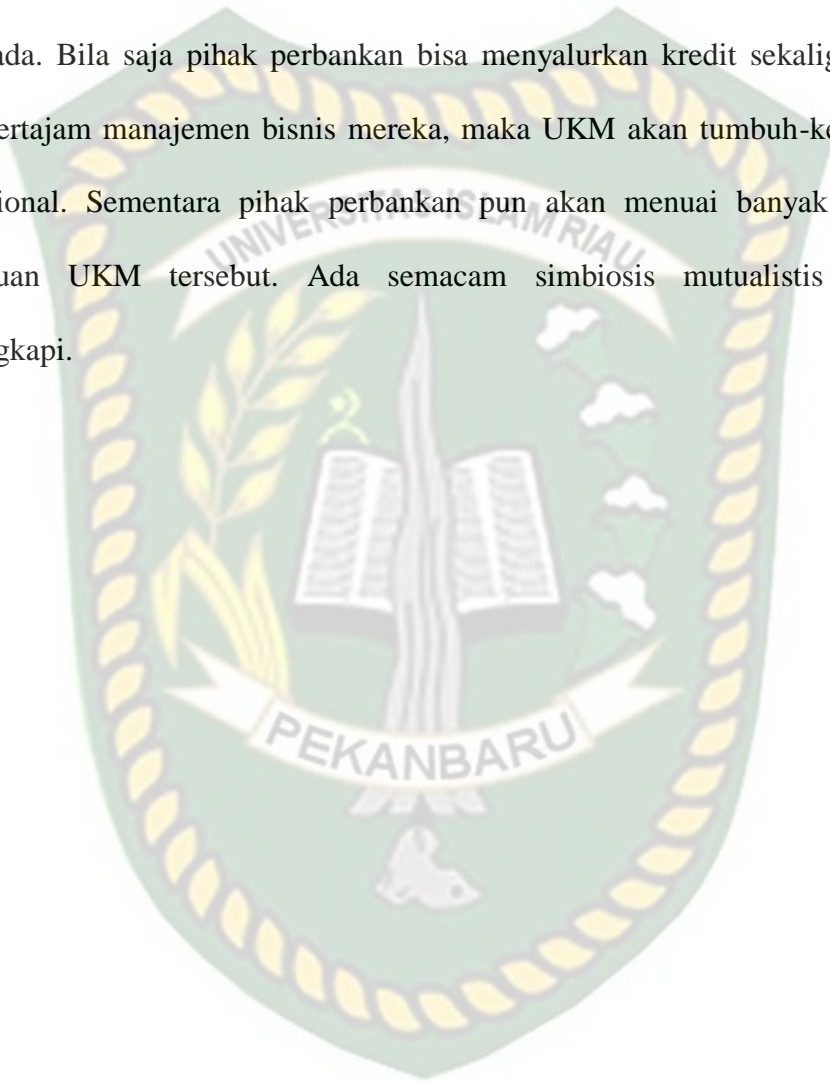 ada. Bila saja pihak perbankan bisa menyalurkan kredit sekalig
ertajam manajemen bisnis mereka, maka UKM akan tumbuh-ke
ional. Sementara pihak perbankan pun akan menuai banyak
uan UKM tersebut. Ada semacam simbiosis mutualistis
gkapi.
UNIVERSITAS ISLAM RIAU
PEKANBARU